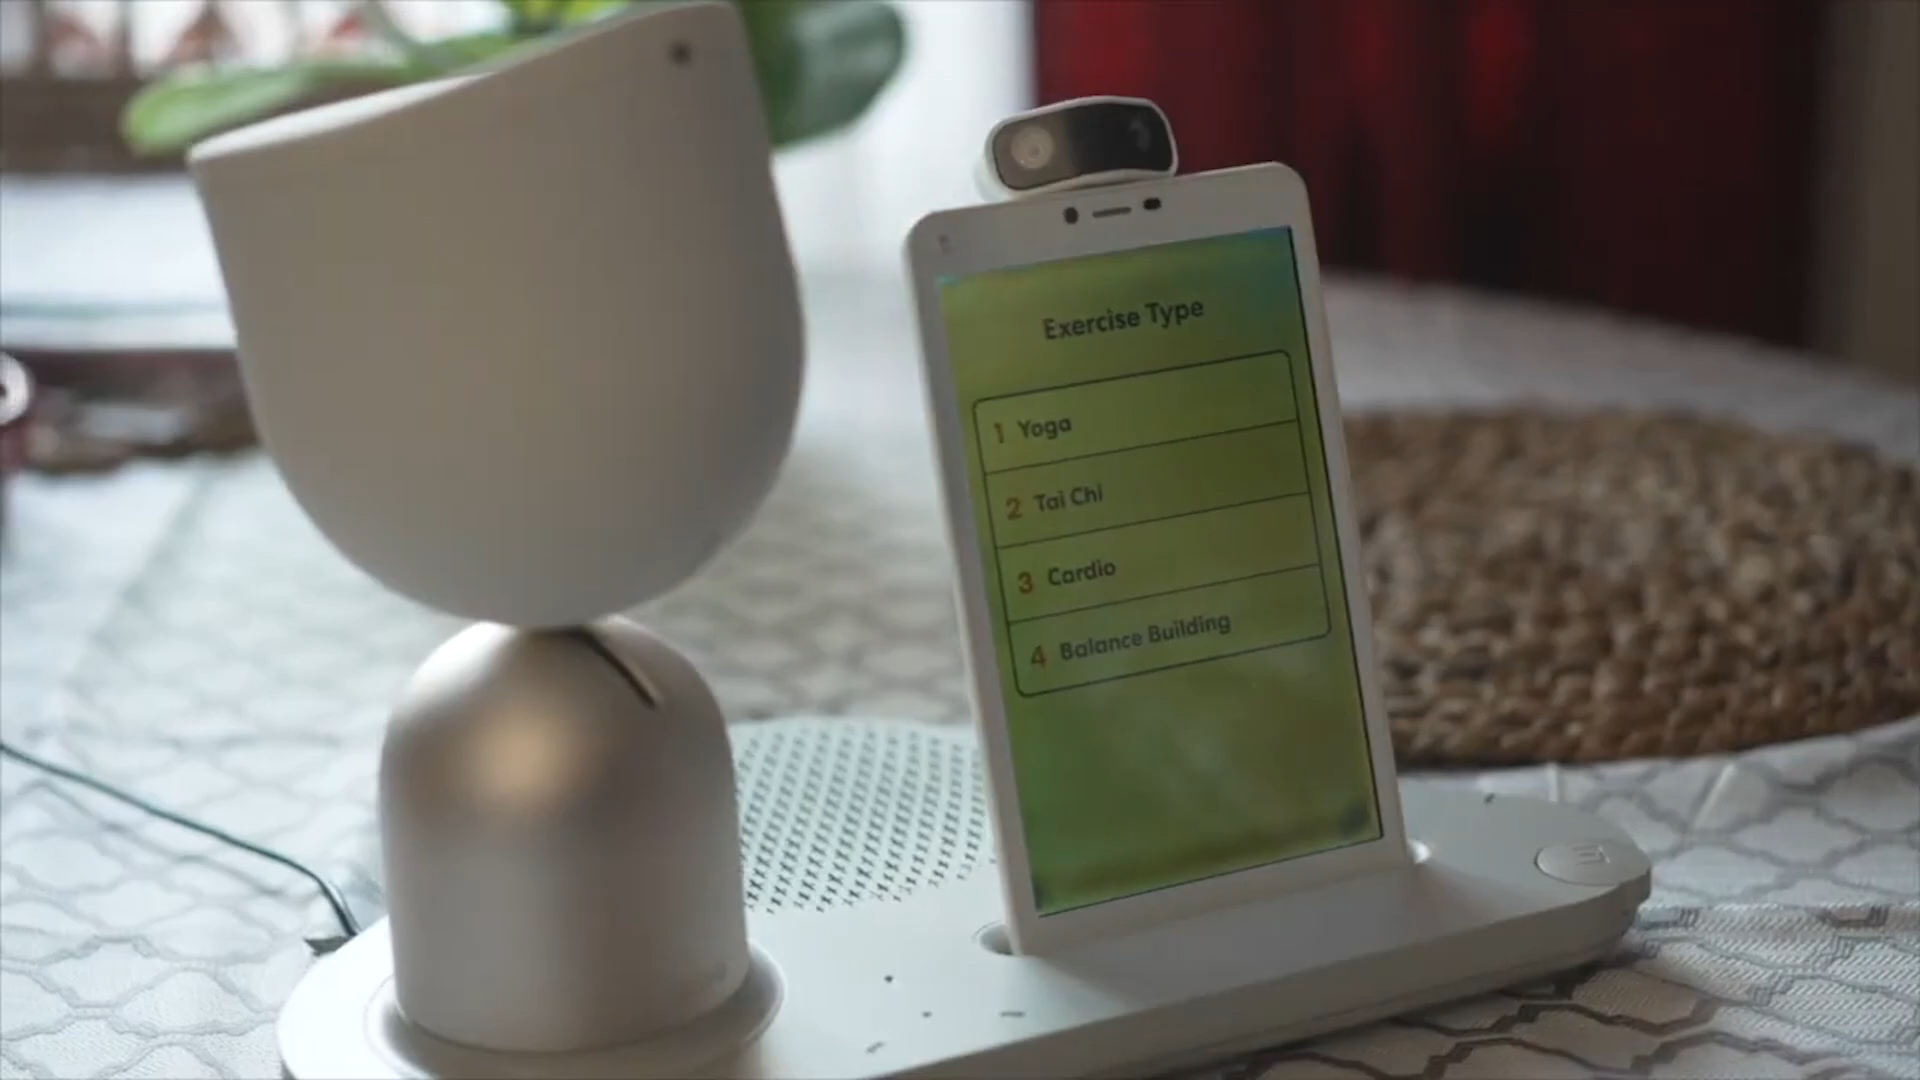 Exercise Type
1 Yoga
2 Tai Chi
3 Cardio
4 Balance Building